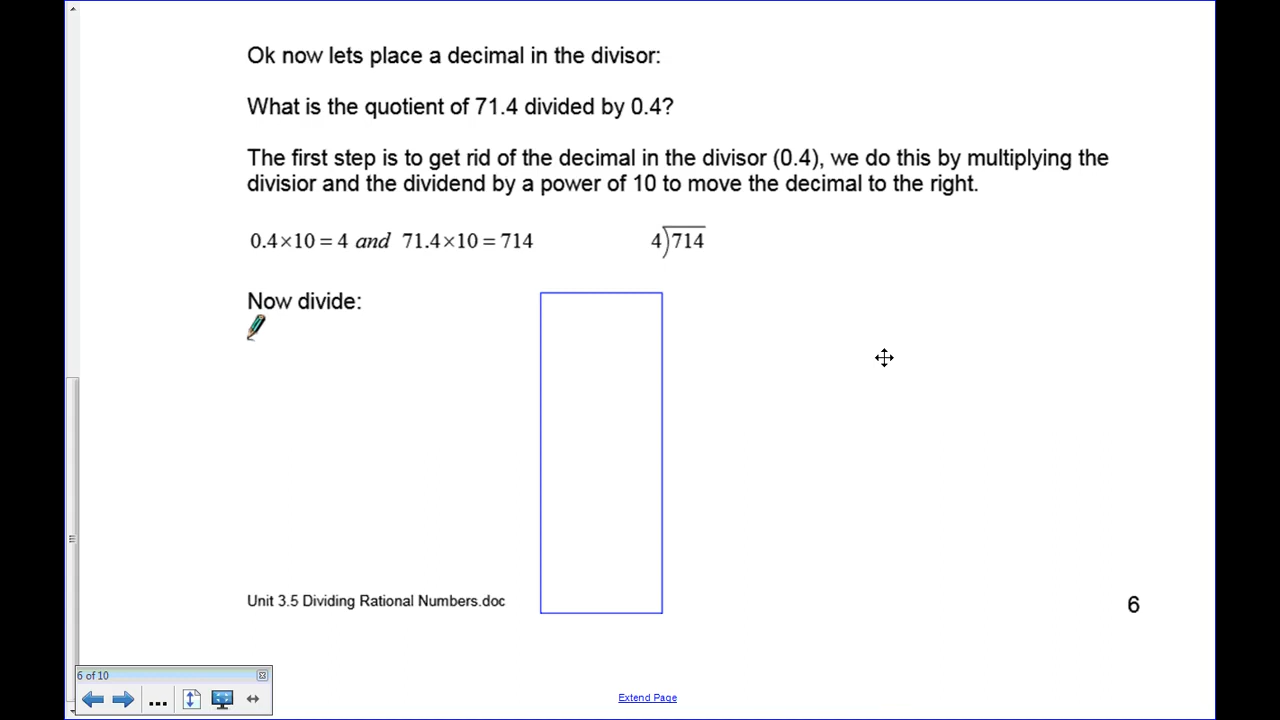 Ok now lets place a decimal in the divisor:
What is the quotient of 71.4 divided by 0.4?
The first step is to get rid of the decimal in the divisor (0.4), we do this by multiplying the
divisior and the dividend by a power of 10 to move the decimal to the right.
0.4×10 = 4 and 71.4×10 = 714 4)714
Now divide:
Unit 3.5 Dividing Rational Numbers.doc
6
6 of 10
Extend Page